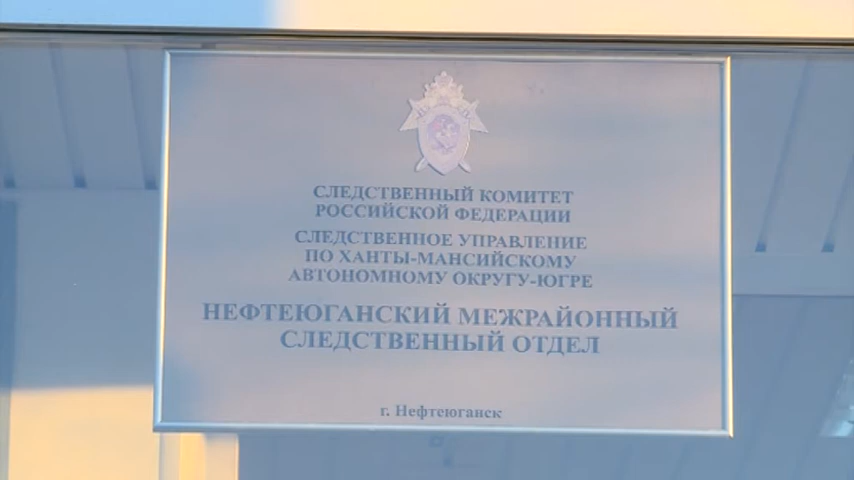 СЛЕДСТВЕННЫЙ КОМИТЕТ
РОССИЙСКОЙ ФЕДЕРАЦИИ
СЛЕДСТВЕННОЕ УПРАВЛЕНИЕ
ПО ХАНТЫ-МАНСИЙСКОМУ
АВТОНОМНОМУ ОКРУГУ-ЮГРЕ
НЕФТЕЮГАНСКИЙ МЕЖРАЙОННЫЙ
СЛЕДСТВЕННЫЙ ОТДЕЛ
г. Нефтеюганск